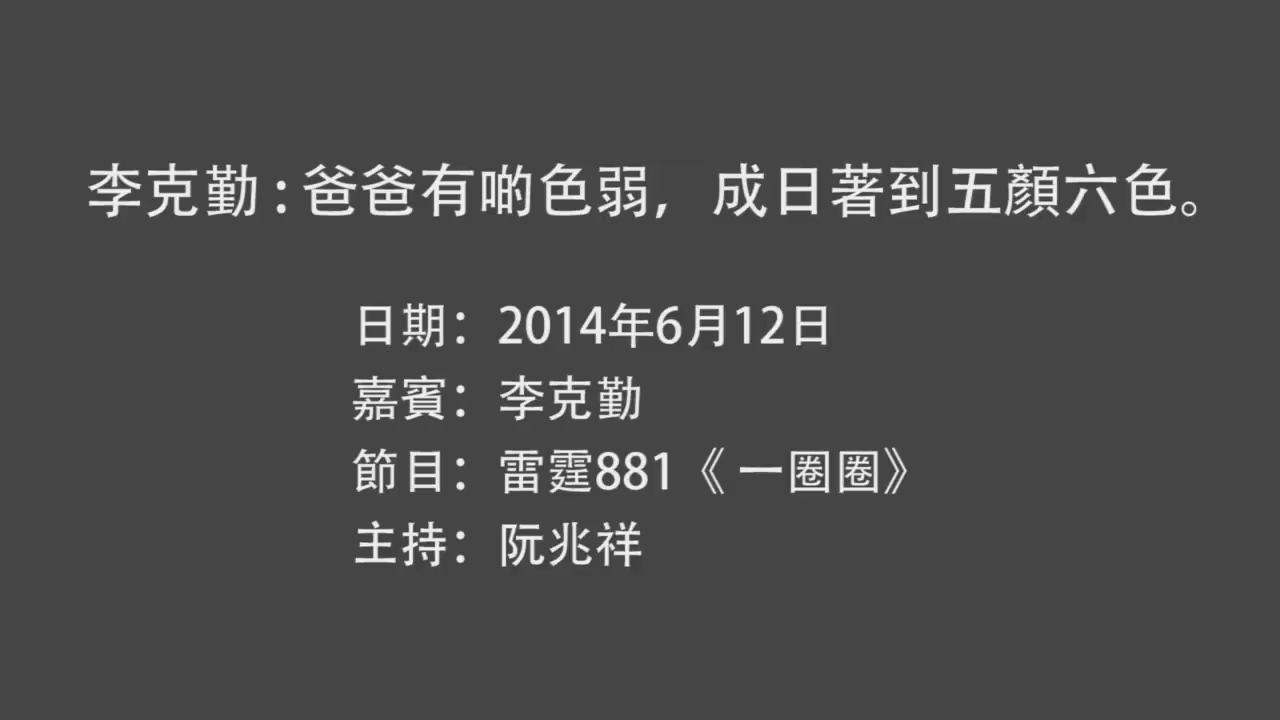 李克勤 : 爸爸有啲色弱，成日著到五顏六色。
日期：2014年6月12日
嘉賓：李克勤
節目：雷霆881《 一圈圈》
主持：阮兆祥